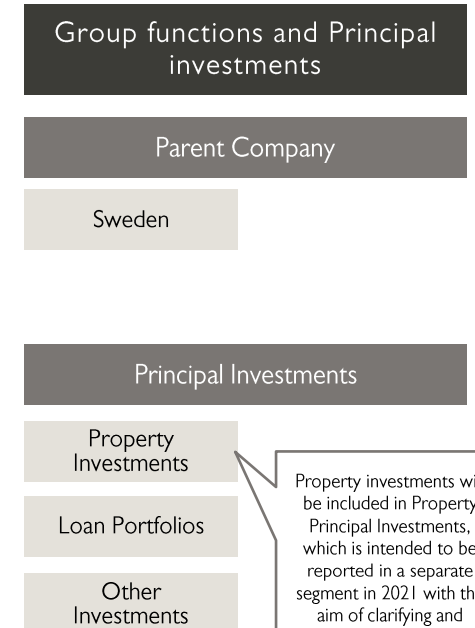 Group functions and Principal
investments
Parent Company
Sweden
Principal Investments
Property
Investments
Loan Portfolios
Other
Investments
Property investments
be included in Property
Principal Investments,
which is intended to be
reported in a separate
segment in 2021 with
aim of clarifying and